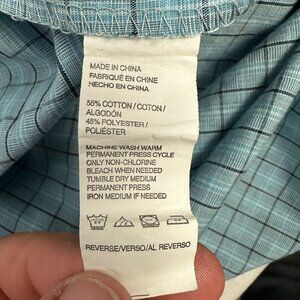 MADE IN CHINA
FABRIQUÉ EN CHINE
HECHO EN CHINA
55% COTTON / COTON /
ALGODÓN
45% POLYESTER /
POLIÉSTER
MACHINE WASH WARM
PERMANENT PRESS CYCLE
ONLY NON-CHLORINE
BLEACH WHEN NEEDED
TUMBLE DRY MEDIUM
PERMANENT PRESS
IRON MEDIUM IF NEEDED
REVERSE/VERSO/AL REVERSO